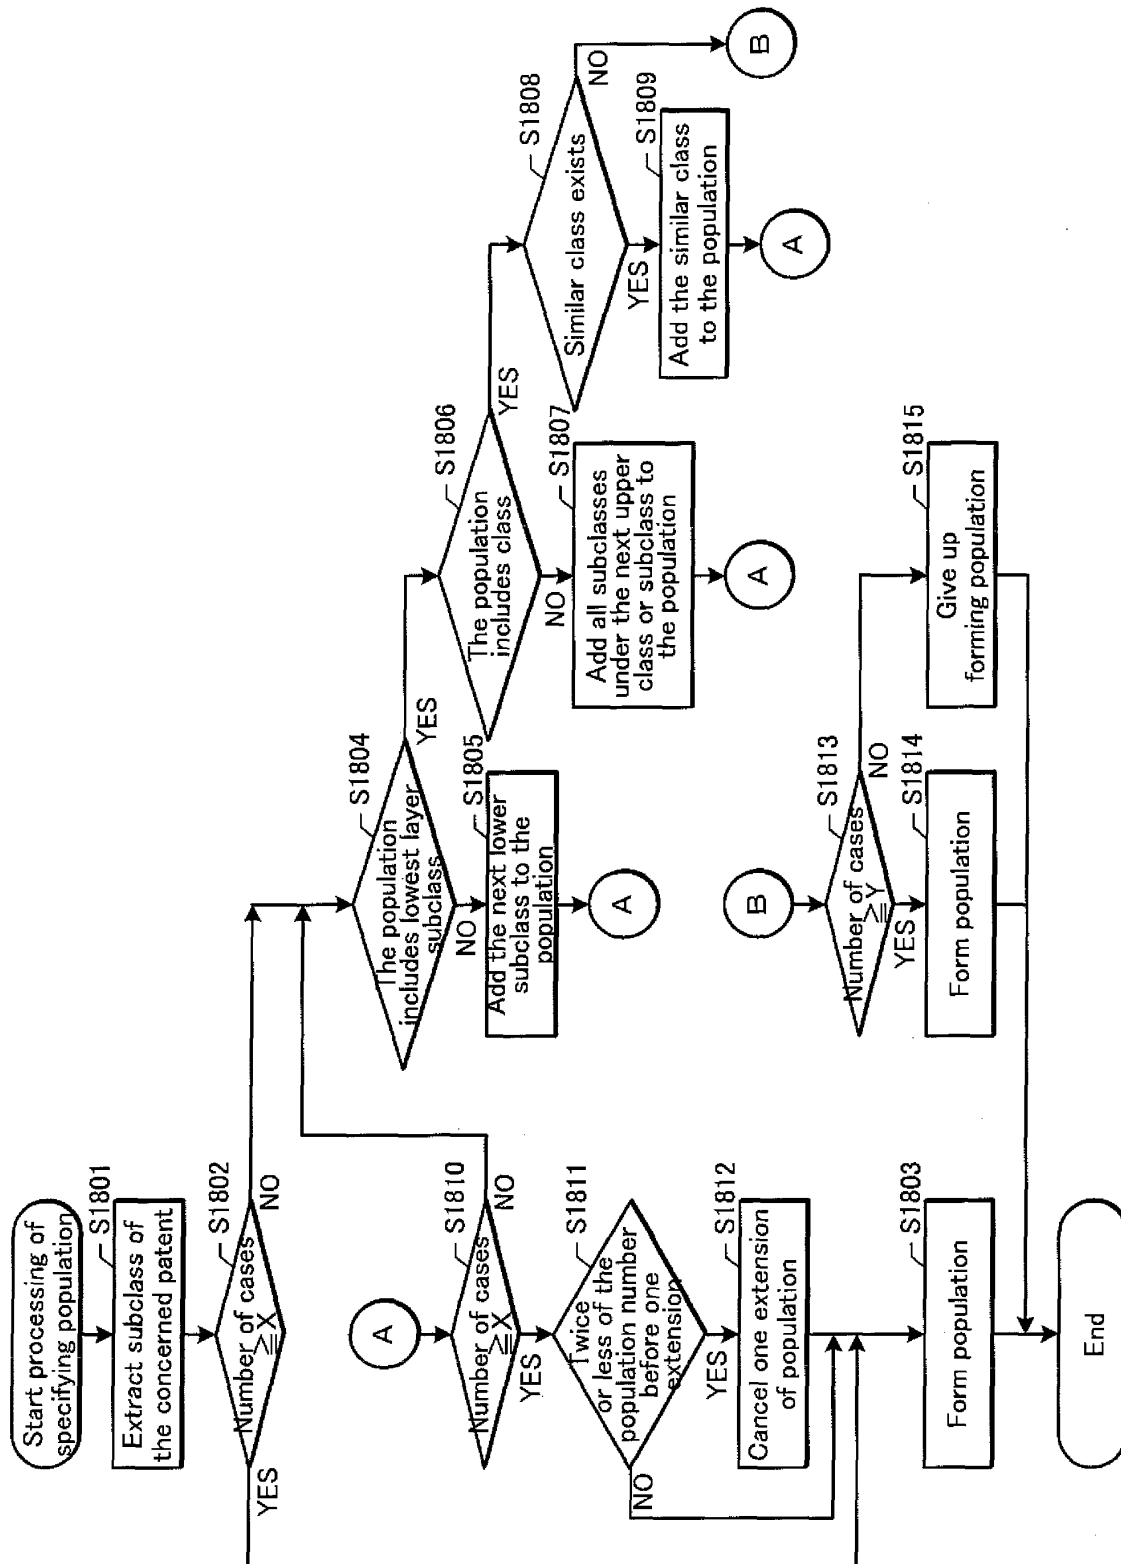 Start processing of
specifying population
S1801
Extract subclass of
the concerned patent
S1802
Number of cases
≧X
YES
NO
A
S1810
Number of cases
≧X
NO
YES
S1811
Twice
or less of the
population number
before one
extension
NO
YES
S1812
Cancel one extension
of population
S1803
Form population
End
S1804
The population
includes lowest layer
subclass
YES
NO
S1805
Add the next lower
subclass to the
population
A
S1806
The population
includes class
YES
NO
S1807
Add all subclasses
under the next upper
class or subclass to
the population
A
S1808
Similar class exists
NO
YES
S1809
Add the similar class
to the population
A
B
B
S1813
Number of cases
≧Y
NO
YES
S1814
Form population
S1815
Give up
forming population